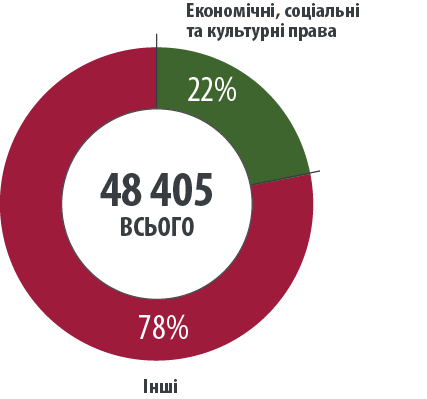 Економічні, соціальні
та культурні права
22%
48 405
ВСЬОГО
78%
Інші